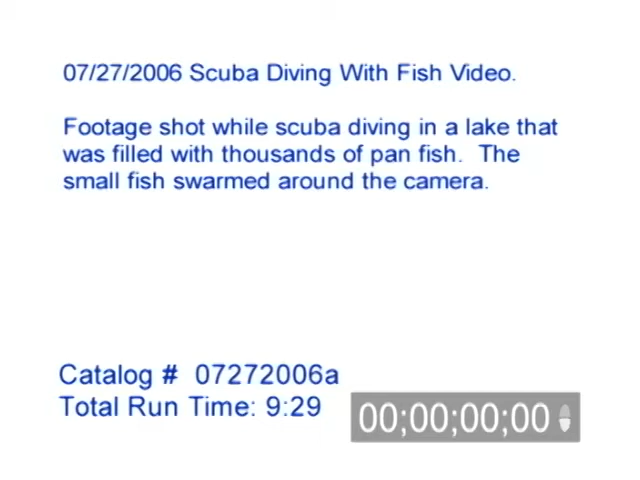 07/27/2006 Scuba Diving With Fish Video.
Footage shot while scuba diving in a lake that
was filled with thousands of pan fish.  The
small fish swarmed around the camera.
Catalog #  07272006a
Total Run Time: 9:29
00;00;00;00